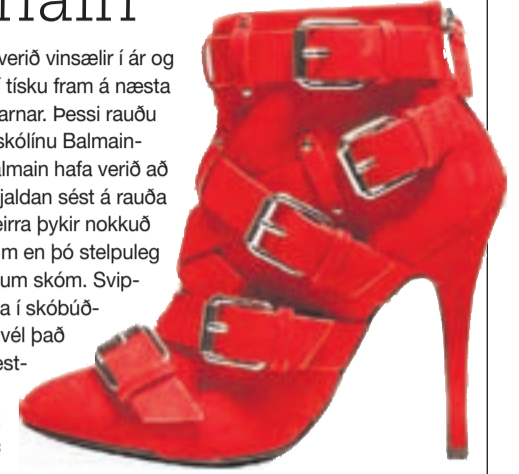 verið vinsælir í ár og
tísku fram á næsta
arnar. Þessi rauðu
skólínu Balmain-
lmain hafa verið að
jaldan sést á rauða
eirra þykir nokkuð
m en þó stelpuleg
um skóm. Svip-
a í skóbúð-
vél það
est-